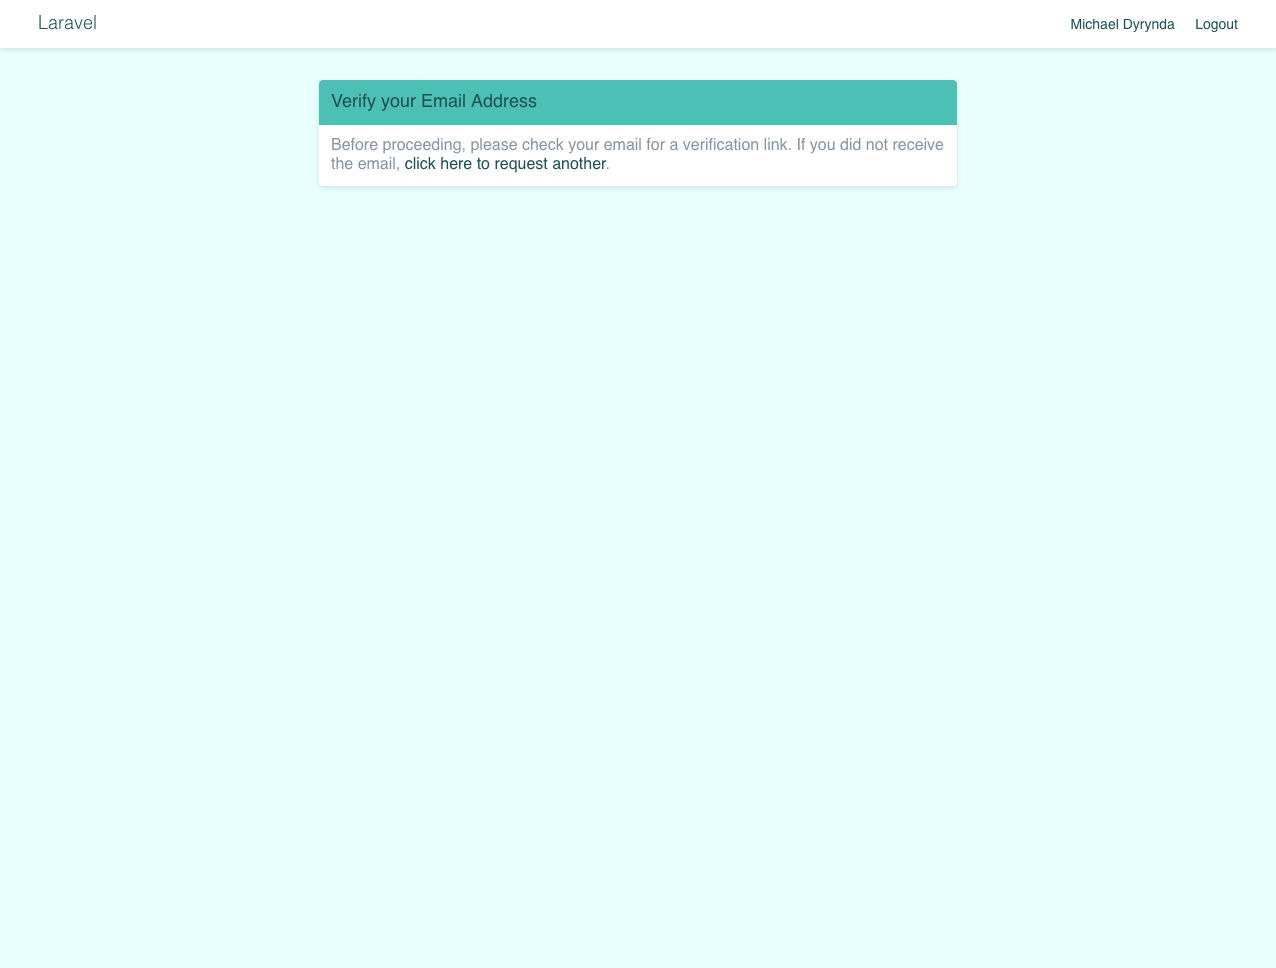 Laravel
Michael Dyrynda
Logout
Verify your Email Address
Before proceeding, please check your email for a verification link. If you did not receive
the email, click here to request another.